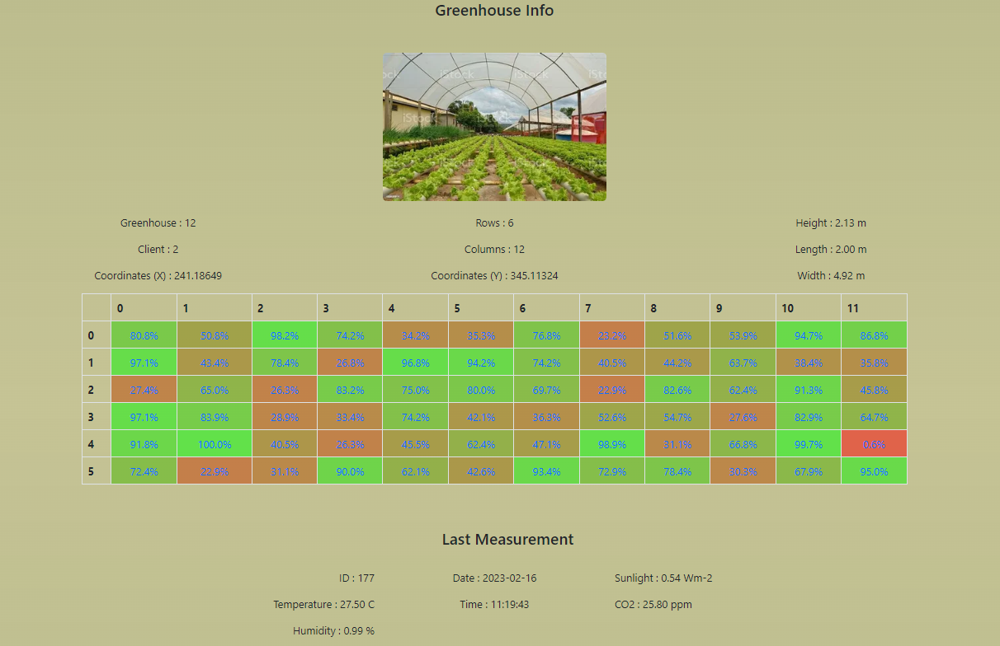 Greenhouse Info
iStock iStock iSto
iStock iStock
iStock iStock
Greenhouse : 12 Rows : 6 Height : 2.13 m
Client : 2 Columns : 12 Length : 2.00 m
Coordinates (X) : 241.18649 Coordinates (Y) : 345.11324 Width : 4.92 m
0 1 2 3 4 5 6 7 8 9 10 11
0 80.8% 50.8% 98.2% 74.2% 34.2% 35.3% 76.8% 23.2% 51.6% 53.9% 94.7% 86.8%
1 97.1% 43.4% 78.4% 26.8% 96.8% 94.2% 74.2% 40.5% 44.2% 63.7% 38.4% 35.8%
2 27.4% 65.0% 26.3% 83.2% 75.0% 80.0% 69.7% 22.9% 82.6% 62.4% 91.3% 45.8%
3 97.1% 83.9% 28.9% 33.4% 74.2% 42.1% 36.3% 52.6% 54.7% 27.6% 82.9% 64.7%
4 91.8% 100.0% 40.5% 26.3% 45.5% 62.4% 47.1% 98.9% 31.1% 66.8% 99.7% 0.6%
5 72.4% 22.9% 31.1% 90.0% 62.1% 42.6% 93.4% 72.9% 78.4% 30.3% 67.9% 95.0%
Last Measurement
ID : 177 Date : 2023-02-16 Sunlight : 0.54 Wm-2
Temperature : 27.50 C Time : 11:19:43 CO2 : 25.80 ppm
Humidity : 0.99 %